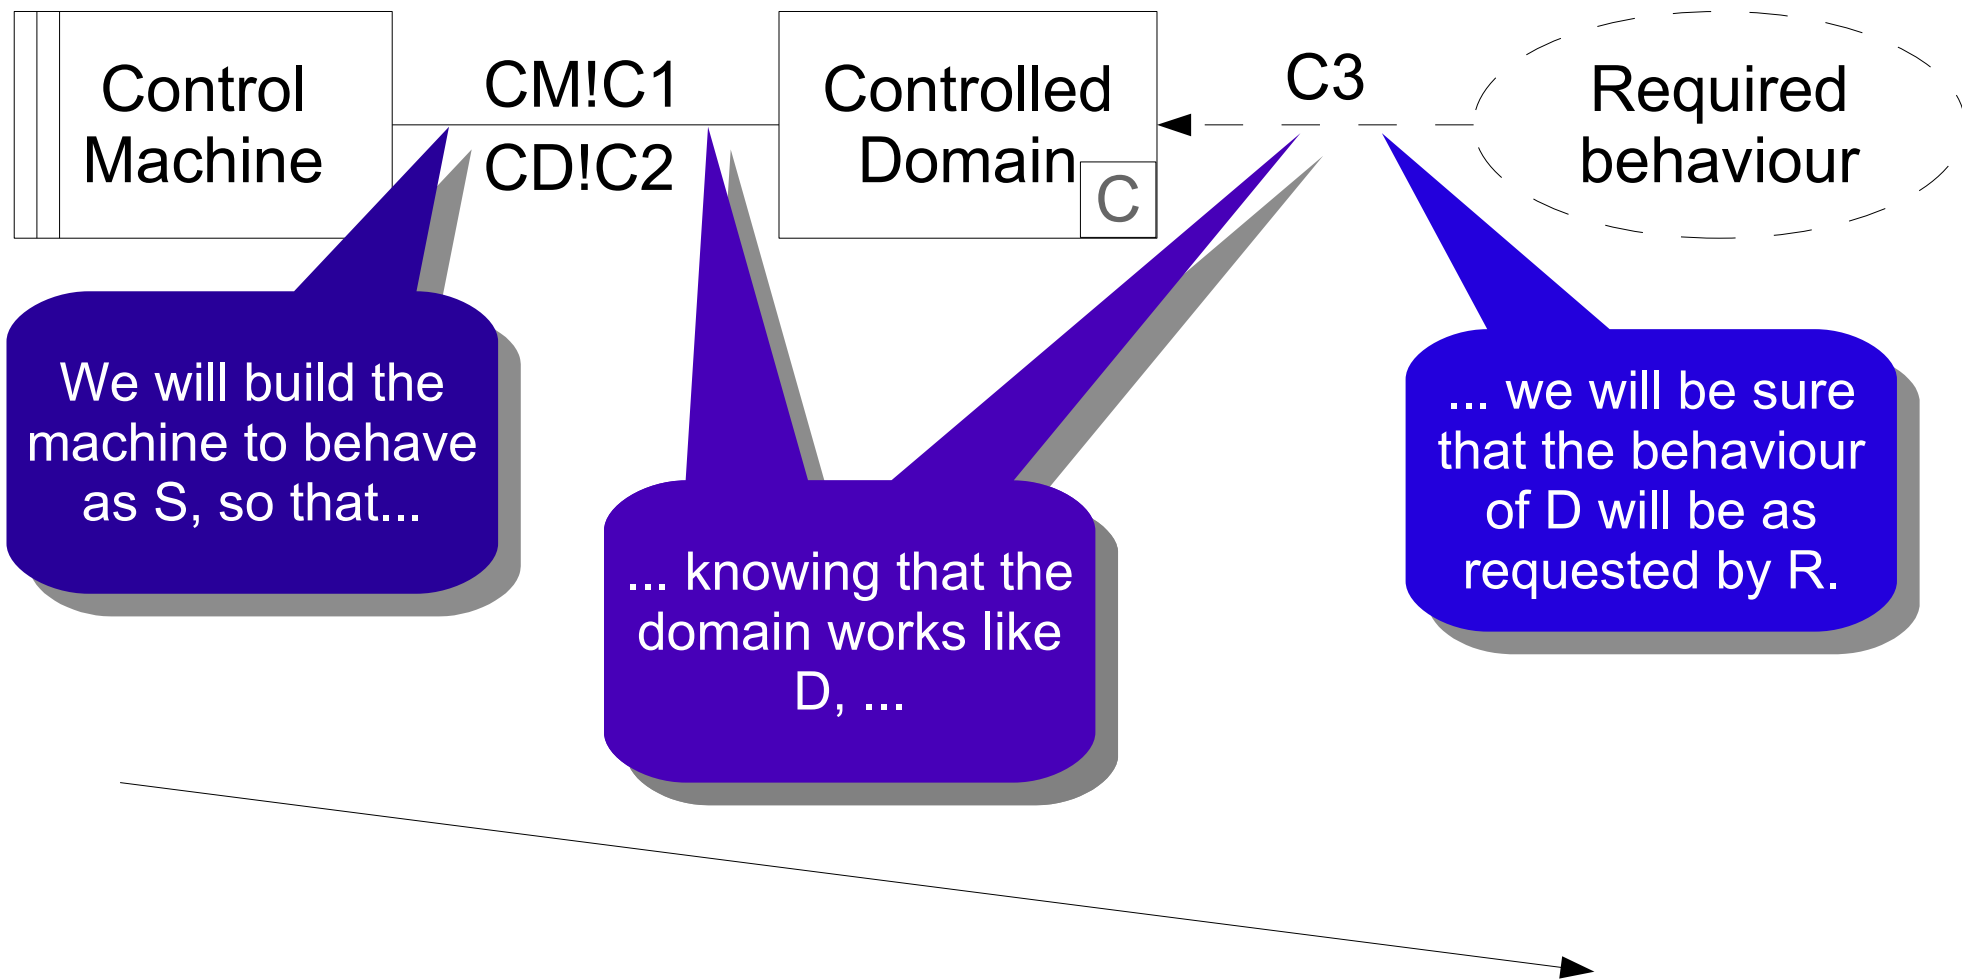 Control
Machine
CM!C1
CD!C2
Controlled
Domain
C
C3
Required
behaviour
We will build the
machine to behave
as S, so that...
... knowing that the
domain works like
D, ...
... we will be sure
that the behaviour
of D will be as
requested by R.